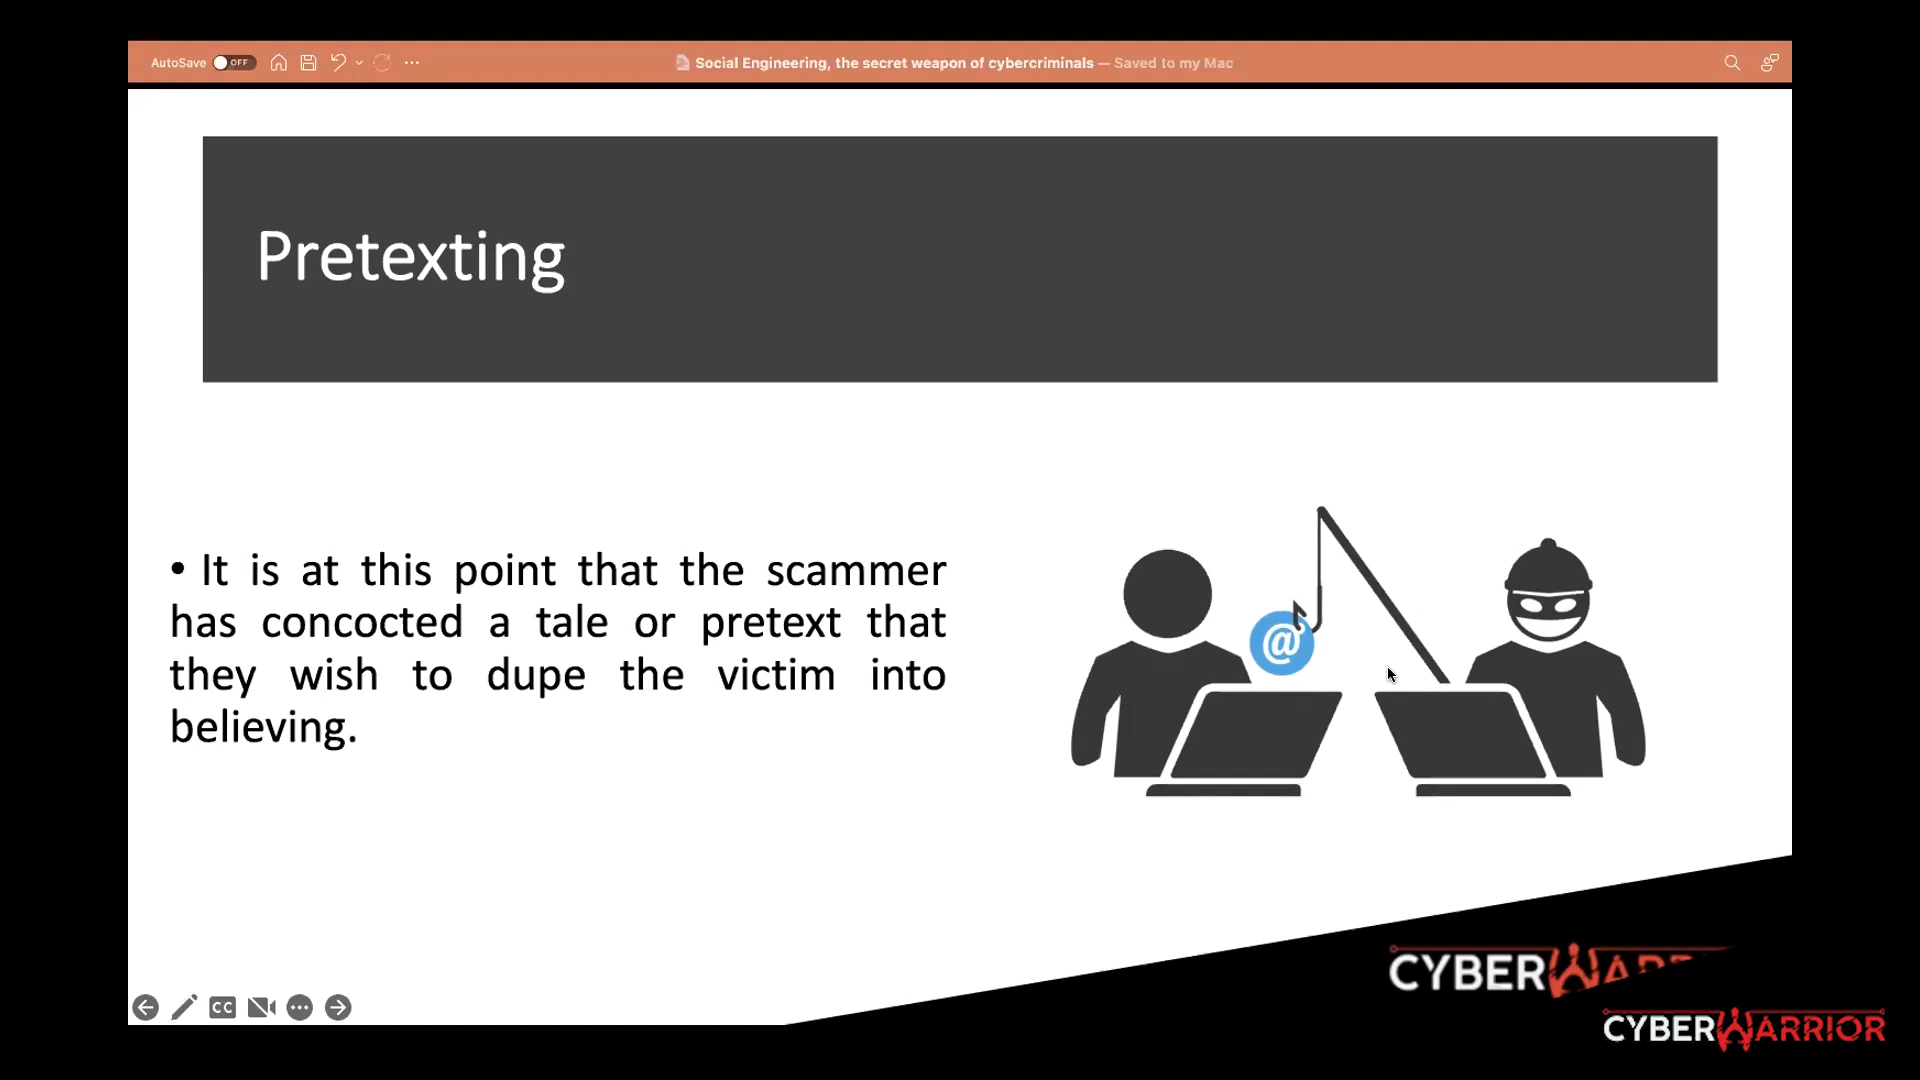 AutoSave OFF
Social Engineering, the secret weapon of cybercriminals — Saved to my Mac
Pretexting
• It is at this point that the scammer
has concocted a tale or pretext that
they wish to dupe the victim into
believing.
@
CC
CYBERWARRIOR